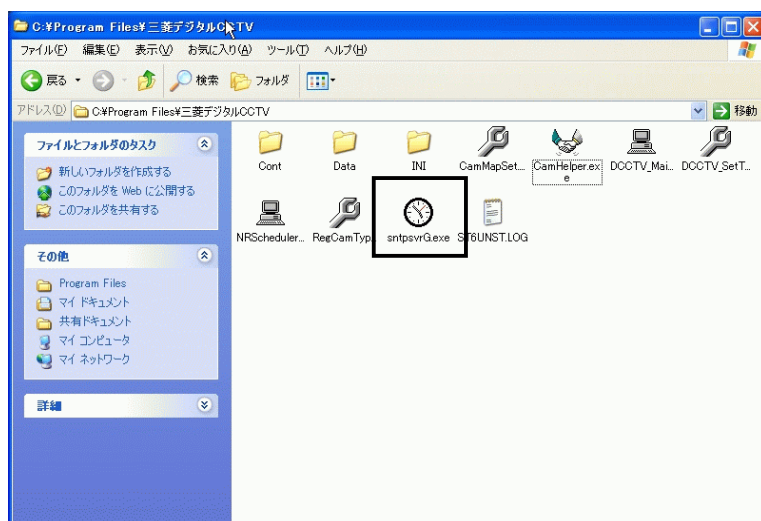 C:¥Program Files¥三菱デジタルCCTV
ファイル(F) 編集(E) 表示(V) お気に入り(A) ツール(T) ヘルプ(H)
戻る 検索 フォルダ
アドレス(D) C:¥Program Files¥三菱デジタルCCTV 移動
ファイルとフォルダのタスク
新しいフォルダを作成する
このフォルダを Web に公開する
このフォルダを共有する
その他
Program Files
マイ ドキュメント
共有ドキュメント
マイ コンピュータ
マイ ネットワーク
詳細
Cont Data INI CamMapSet... CamHelper.ex DCCTV_Mai... DCCTV_SetT...
e
NRScheduler... RegCamTyp... sntpsvrG.exe ST6UNST.LOG